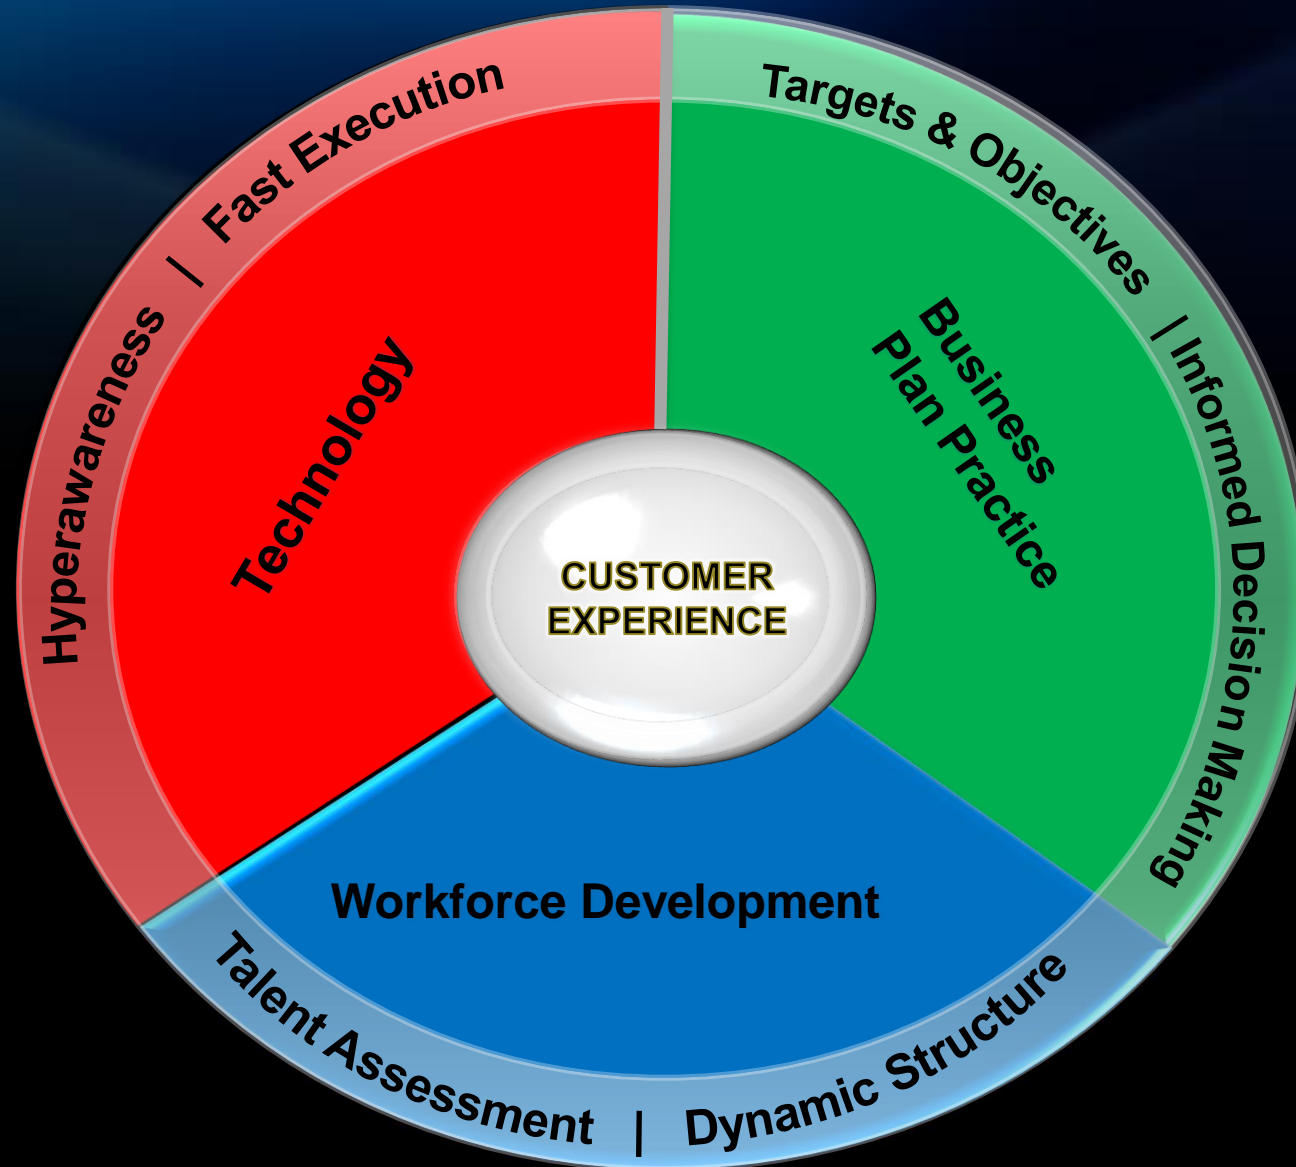 Hyperawareness | Fast Execution
Targets & Objectives | Informed Decision Making
Technology
Business
Plan Practice
CUSTOMER
EXPERIENCE
Workforce Development
Talent Assessment | Dynamic Structure